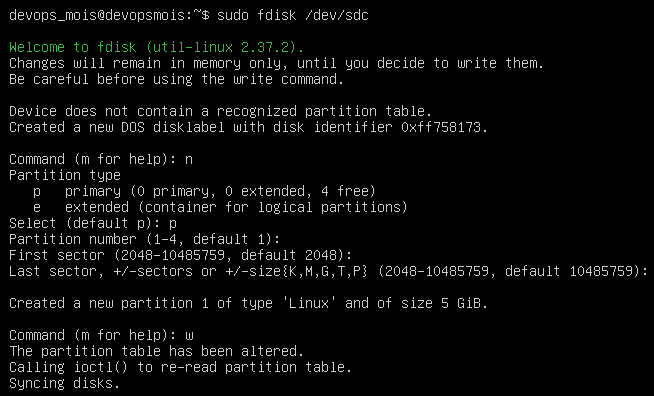 devops_mois@devopsmois:~$ sudo fdisk /dev/sdc
Welcome to fdisk (util-linux 2.37.2).
Changes will remain in memory only, until you decide to write them.
Be careful before using the write command.
Device does not contain a recognized partition table.
Created a new DOS disklabel with disk identifier 0xff758173.
Command (m for help): n
Partition type
   p   primary (0 primary, 0 extended, 4 free)
   e   extended (container for logical partitions)
Select (default p): p
Partition number (1-4, default 1):
First sector (2048-10485759, default 2048):
Last sector, +/-sectors or +/-size{K,M,G,T,P} (2048-10485759, default 10485759):
Created a new partition 1 of type 'Linux' and of size 5 GiB.
Command (m for help): w
The partition table has been altered.
Calling ioctl() to re-read partition table.
Syncing disks.